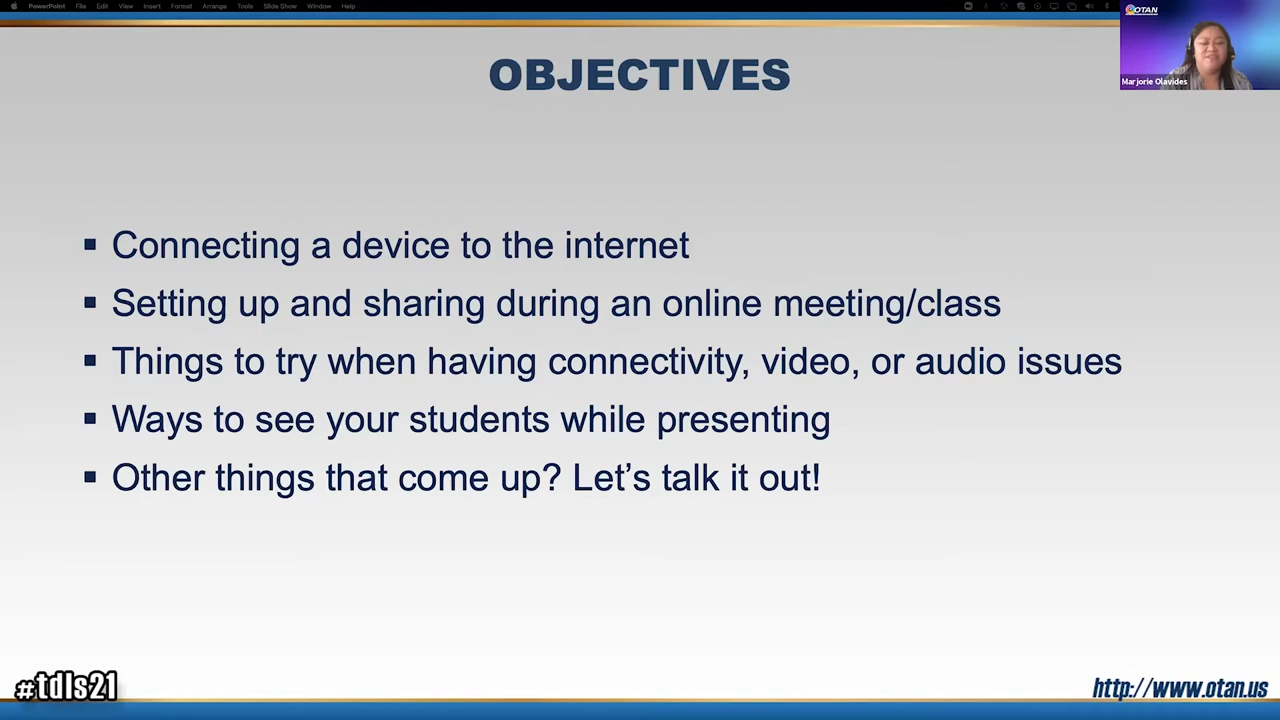 PowerPoint File Edit View Insert Format Arrange Tools Slide Show Window Help
OTAN
Marjorie Olavides
OBJECTIVES
▪ Connecting a device to the internet
▪ Setting up and sharing during an online meeting/class
▪ Things to try when having connectivity, video, or audio issues
▪ Ways to see your students while presenting
▪ Other things that come up? Let’s talk it out!
#tdls21
http://www.otan.us